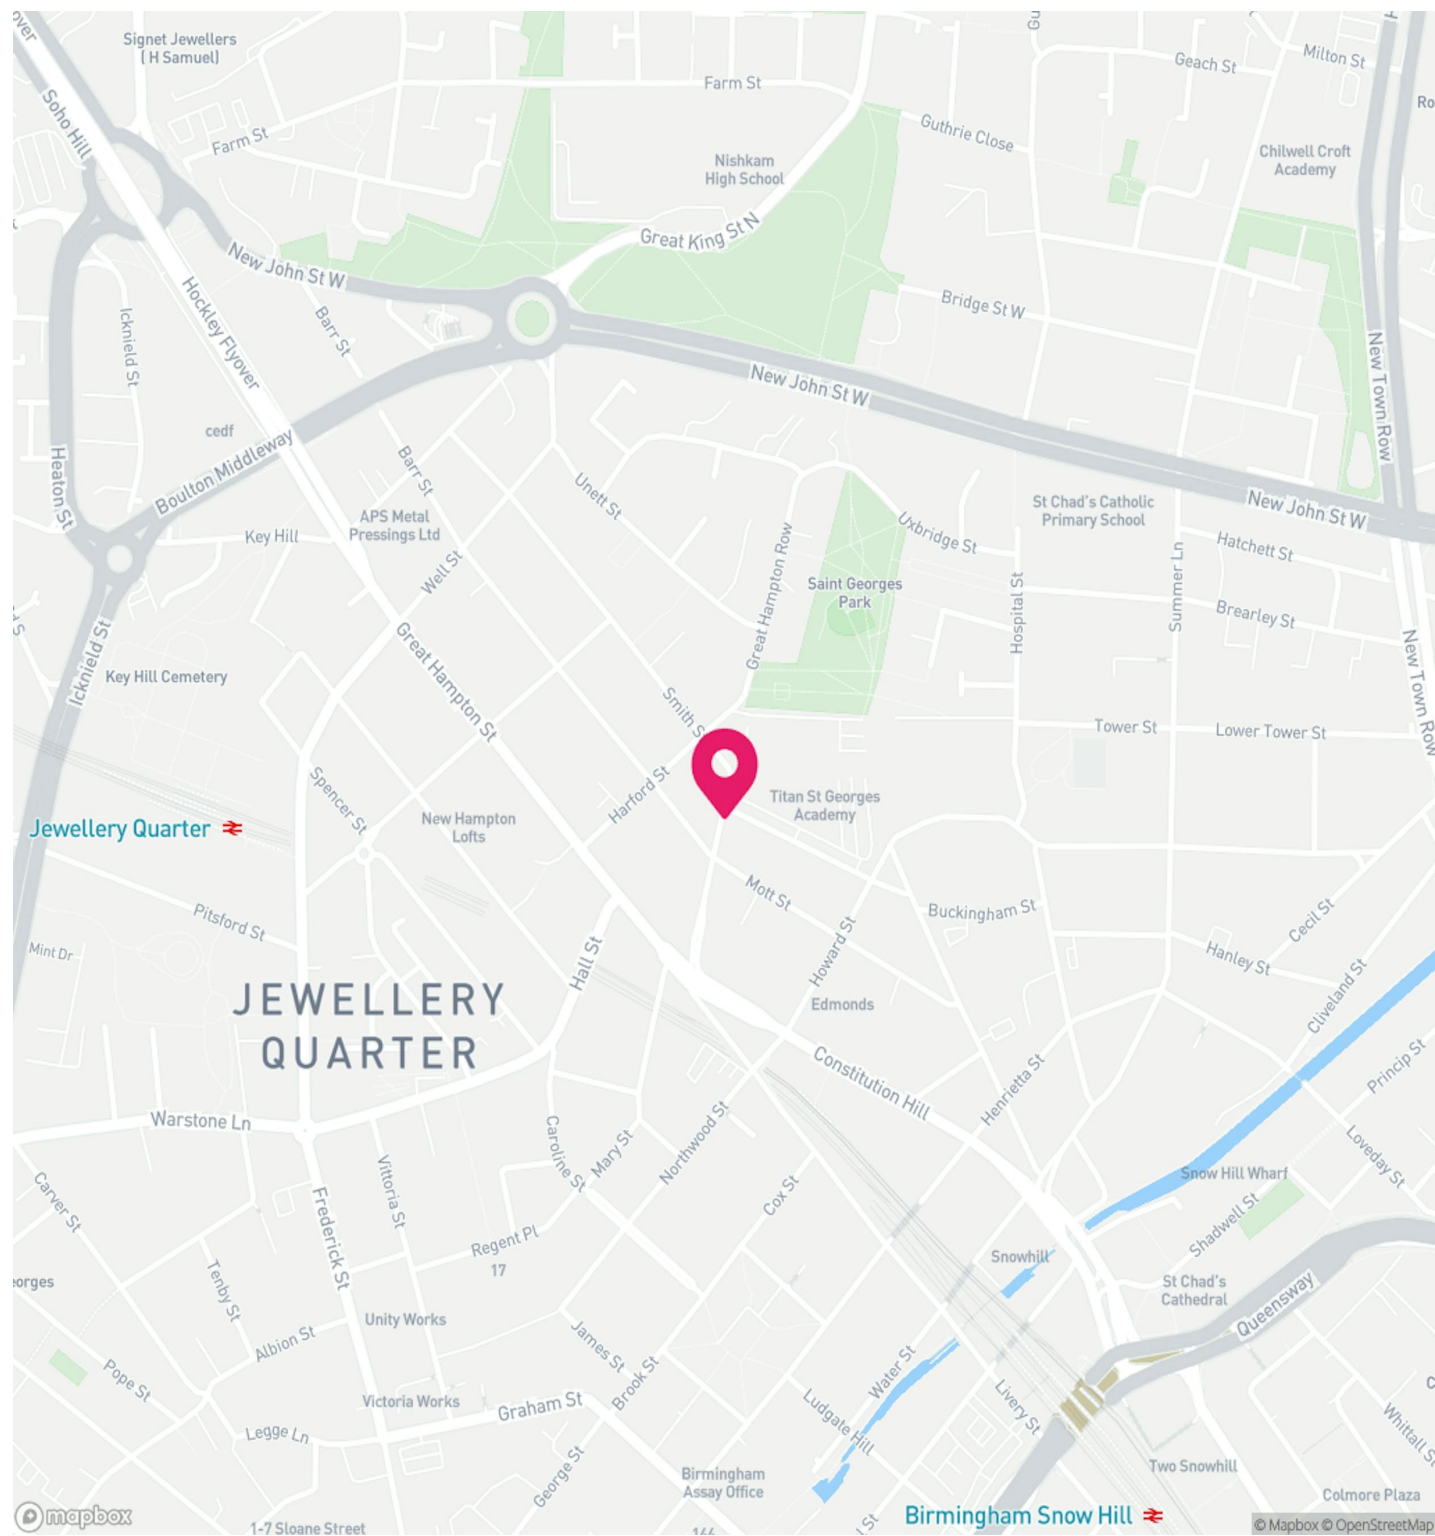 Signet Jewellers
( H Samuel)
Soho Hill
Farm St
Farm St
Milton St
Geach St
Guthrie Close
Nishkam
High School
Chilwell Croft
Academy
Great King St N
New John St W
Hockley Flyover
Icknield St
Barr St
Bridge St W
New John St W
New Town Row
cedf
Boulton Middleway
Heaton St
Barr St
Unett St
APS Metal
Pressings Ltd
Key Hill
Well St
St Chad's Catholic
Primary School
New John St W
Uxbridge St
Hatchett St
Great Hampton Row
Saint Georges
Park
Hospital St
Summer Ln
Brearley St
Icknield St
Great Hampton St
Key Hill Cemetery
New Town Row
Smith S
Tower St
Lower Tower St
Spencer St
Harford St
Titan St Georges
Academy
Jewellery Quarter
New Hampton
Lofts
Mott St
Pitsford St
Buckingham St
Cecil St
Howard St
Hall St
Hanley St
Mint Dr
Cliveland St
JEWELLERY
QUARTER
Edmonds
Constitution Hill
Princip St
Henrietta St
Warstone Ln
Caroline St
Mary St
Northwood St
Loveday St
Vittoria St
Carver St
Cox St
Snow Hill Wharf
Frederick St
Shadwell St
Regent Pl
17
Snowhill
orges
Tenby St
St Chad's
Cathedral
Queensway
Unity Works
Albion St
James St
Pope St
Brook St
Water St
Victoria Works
Graham St
Livery St
Ludgate Hill
Legge Ln
Whittall S
George St
Birmingham
Assay Office
Two Snowhill
Colmore Plaza
mapbox
1-7 Sloane Street
Birmingham Snow Hill
© Mapbox © OpenStreetMap